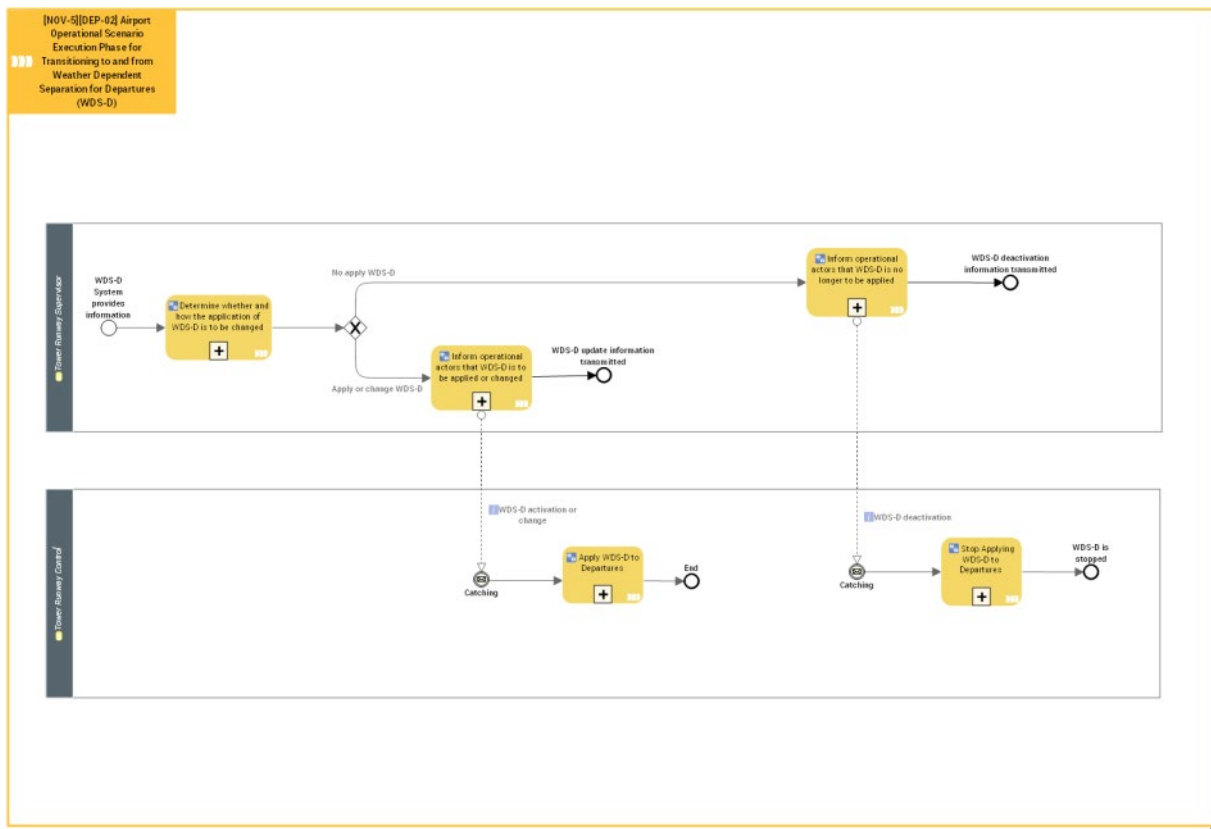 [NOV-5][DEP-02] Airport
Operational Scenario
Execution Phase for
Transitioning to and from
Weather Dependent
Separation for Departures
(WDS-D)
Tower Runway Supervisor
WDS-D
System
provides
information
Determine whether and
how the application of
WDS-D is to be changed
No apply WDS-D
Apply or change WDS-D
Inform operational
actors that WDS-D is to
be applied or changed
WDS-D update information
transmitted
Inform operational
actors that WDS-D is no
longer to be applied
WDS-D deactivation
information transmitted
Tower Runway Control
WDS-D activation or
change
Catching
Apply WDS-D to
Departures
End
WDS-D deactivation
Catching
Stop Applying
WDS-D to
Departures
WDS-D is
stopped